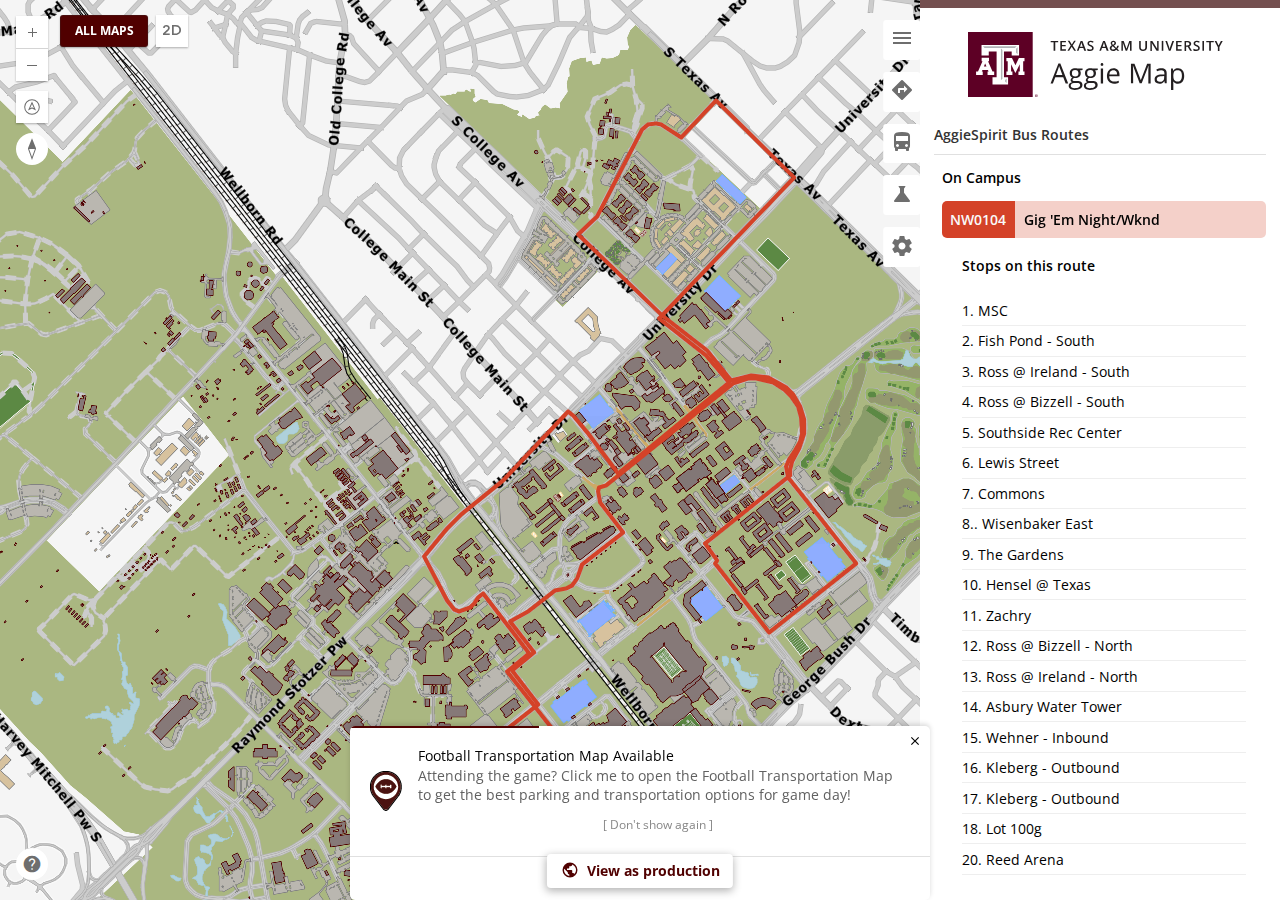 +
−
ALL MAPS
2D
Rd
Old College Rd
S College Av
N Ro
S Texas Av
University Dr
Texas Av
Texas Av
Wellborn Rd
College Main St
College Av
University Dr
College Main St
University Dr
Raymond Stotzer Pw
Wellbor
George Bush Dr
Timb
Dext
Harvey Mitchell Pw S
TEXAS A&M UNIVERSITY
Aggie Map
AggieSpirit Bus Routes
On Campus
NW0104 Gig 'Em Night/Wknd
Stops on this route
1. MSC
2. Fish Pond - South
3. Ross @ Ireland - South
4. Ross @ Bizzell - South
5. Southside Rec Center
6. Lewis Street
7. Commons
8.. Wisenbaker East
9. The Gardens
10. Hensel @ Texas
11. Zachry
12. Ross @ Bizzell - North
13. Ross @ Ireland - North
14. Asbury Water Tower
15. Wehner - Inbound
16. Kleberg - Outbound
17. Kleberg - Outbound
18. Lot 100g
20. Reed Arena
Football Transportation Map Available
Attending the game? Click me to open the Football Transportation Map
to get the best parking and transportation options for game day!
[ Don't show again ]
View as production